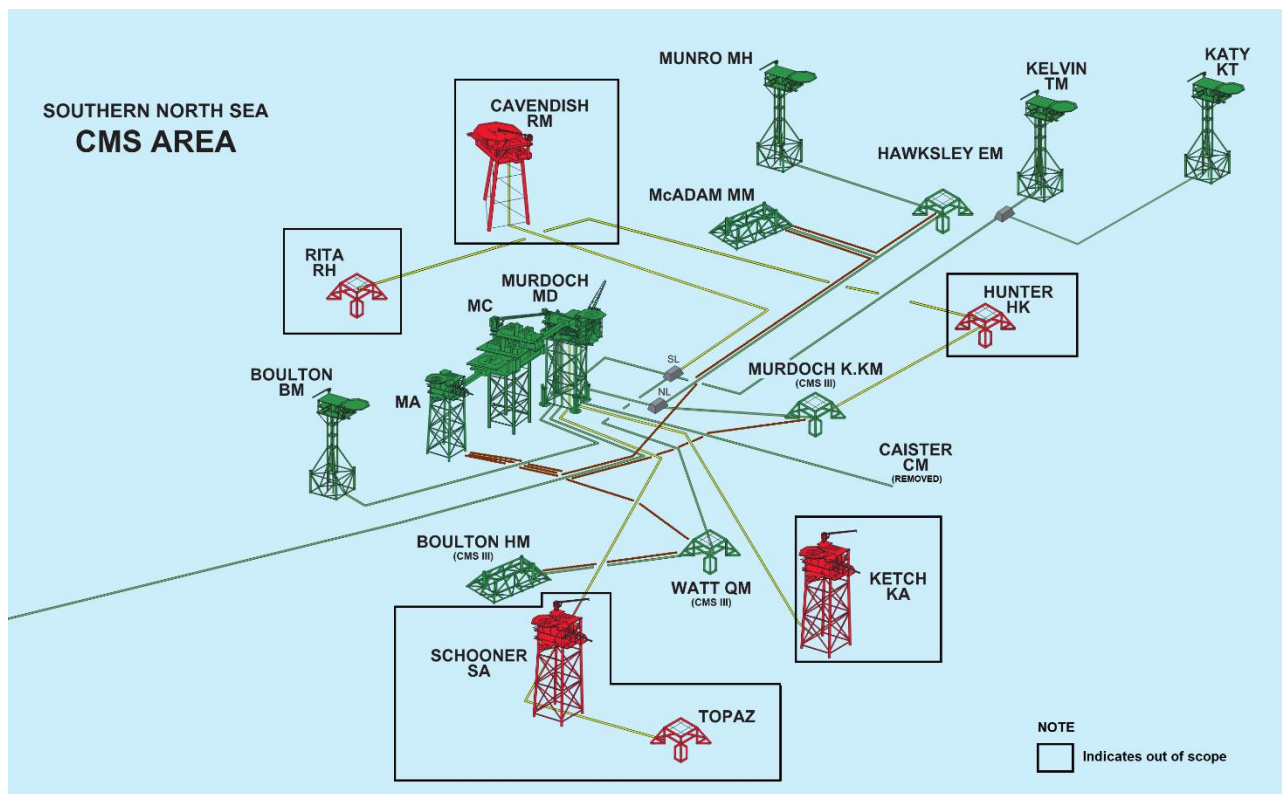 SOUTHERN NORTH SEA
CMS AREA
MUNRO MH
KATY
KT
KELVIN
TM
CAVENDISH
RM
HAWKSLEY EM
McADAM MM
RITA
RH
MURDOCH
MD
MC
HUNTER
HK
SL
MURDOCH K.KM
(CMS III)
BOULTON
BM
MA
NL
CAISTER
CM
(REMOVED)
BOULTON HM
(CMS III)
WATT QM
(CMS III)
KETCH
KA
SCHOONER
SA
TOPAZ
NOTE
Indicates out of scope